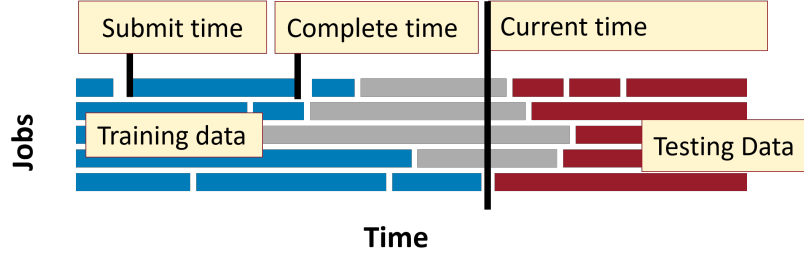 Submit time
Complete time
Current time
Training data
Testing Data
Jobs
Time